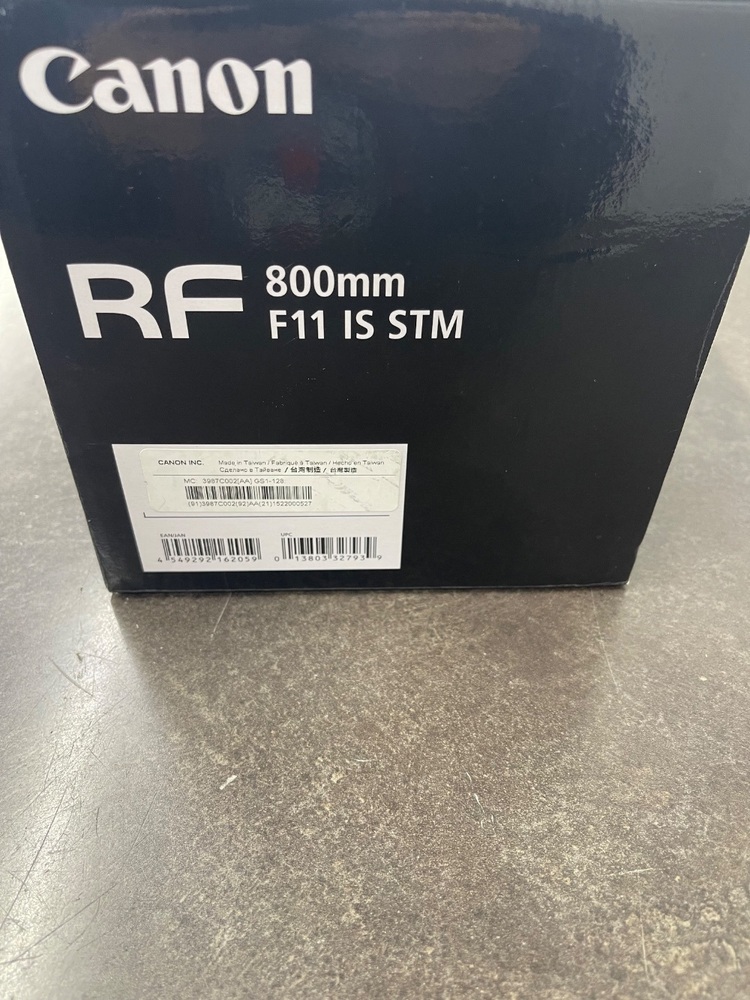 Canon
RF 800mm
F11 IS STM
CANON INC. Made in Taiwan / Fabriqué à Taïwan / Hecho en Taiwán
Сделано в Тайване / 台湾制造 / 台灣製造
MC: 3987C002[AA] GS1-128
(91)3987C002(92)AA(21)1522000527
EAN/JAN UPC
4 549292 162059 0 13803 32793 9